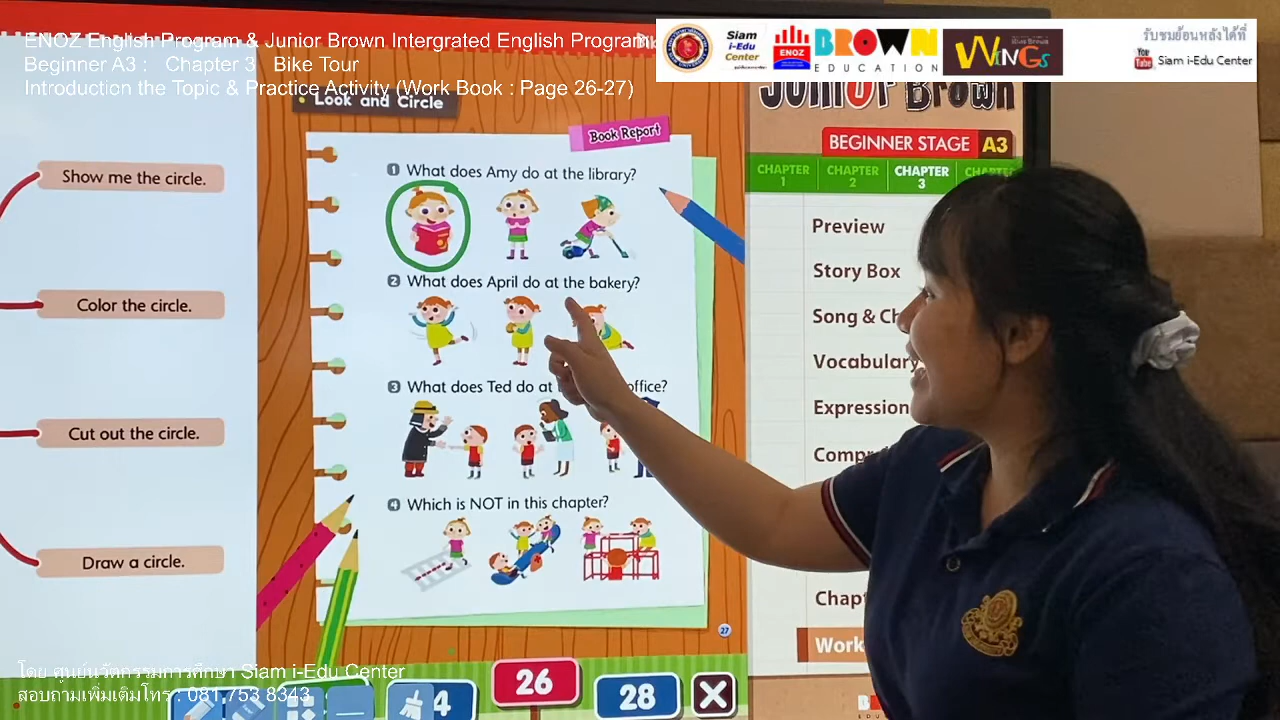 ENOZ English Program & Junior Brown Intergrated English Program
Beginner A3 : Chapter 3 Bike Tour
Introduction the Topic & Practice Activity (Work Book : Page 26-27)
Siam
i-Edu
Center
ENOZ
BROWN
EDUCATION
WiNGs
รับชมย้อนหลังได้ที่
You Tube Siam i-Edu Center
Junior Brown
BEGINNER STAGE A3
CHAPTER 1
CHAPTER 2
CHAPTER 3
Preview
Story Box
Song &
Vocabulary
Expression
Work
• Look and Circle
Book Report
1 What does Amy do at the library?
2 What does April do at the bakery?
3 What does Ted do at office?
4 Which is NOT in this chapter?
27
Show me the circle.
Color the circle.
Cut out the circle.
Draw a circle.
โดย ศูนย์นวัตกรรมการศึกษา Siam i-Edu Center
สอบถามเพิ่มเติมโทร : 081 753 8343
4
26
28